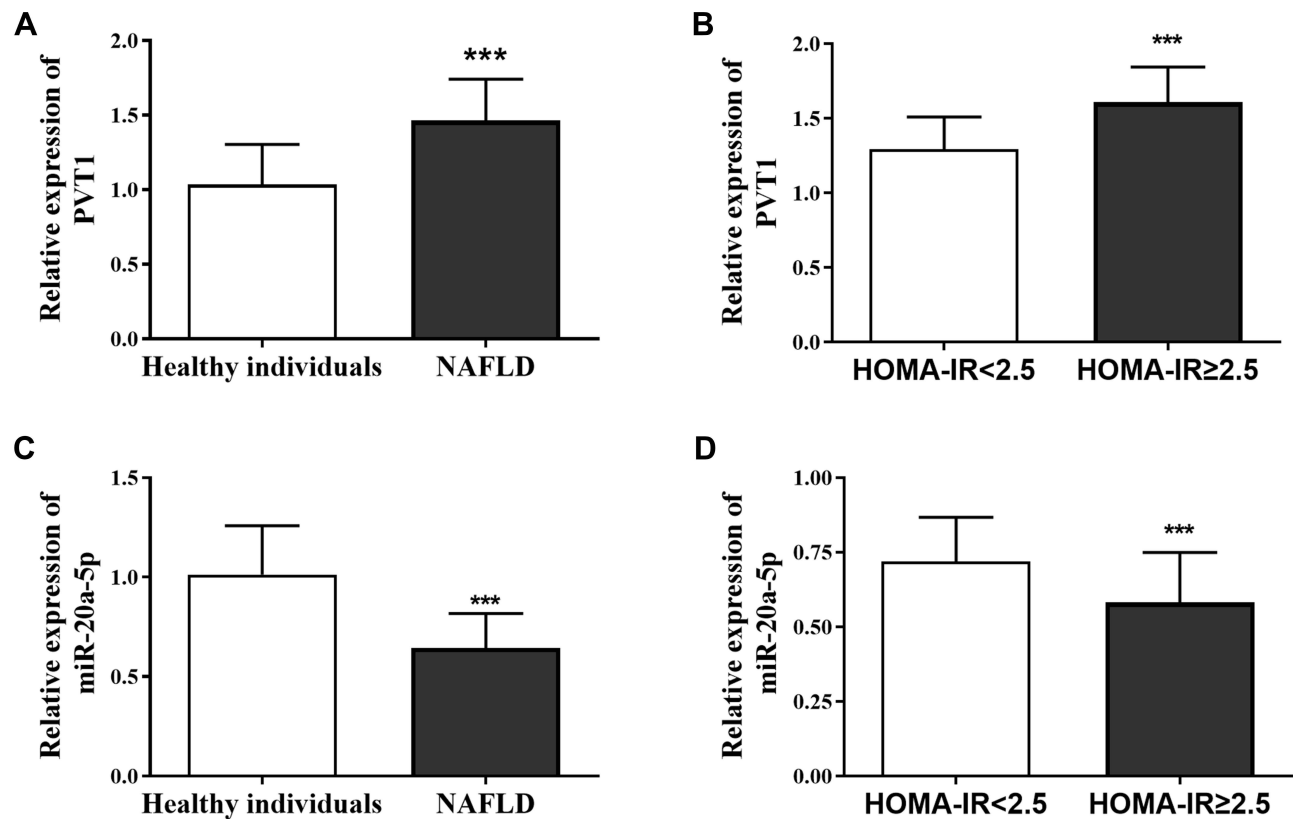 A
Relative expression of
PVT1
2.0
1.5
1.0
0.5
0.0
***
Healthy individuals
NAFLD
B
Relative expression of
PVT1
2.0
1.5
1.0
0.5
0.0
***
HOMA-IR<2.5
HOMA-IR≥2.5
C
Relative expression of
miR-20a-5p
1.5
1.0
0.5
0.0
***
Healthy individuals
NAFLD
D
Relative expression of
miR-20a-5p
1.00
0.75
0.50
0.25
0.00
***
HOMA-IR<2.5
HOMA-IR≥2.5